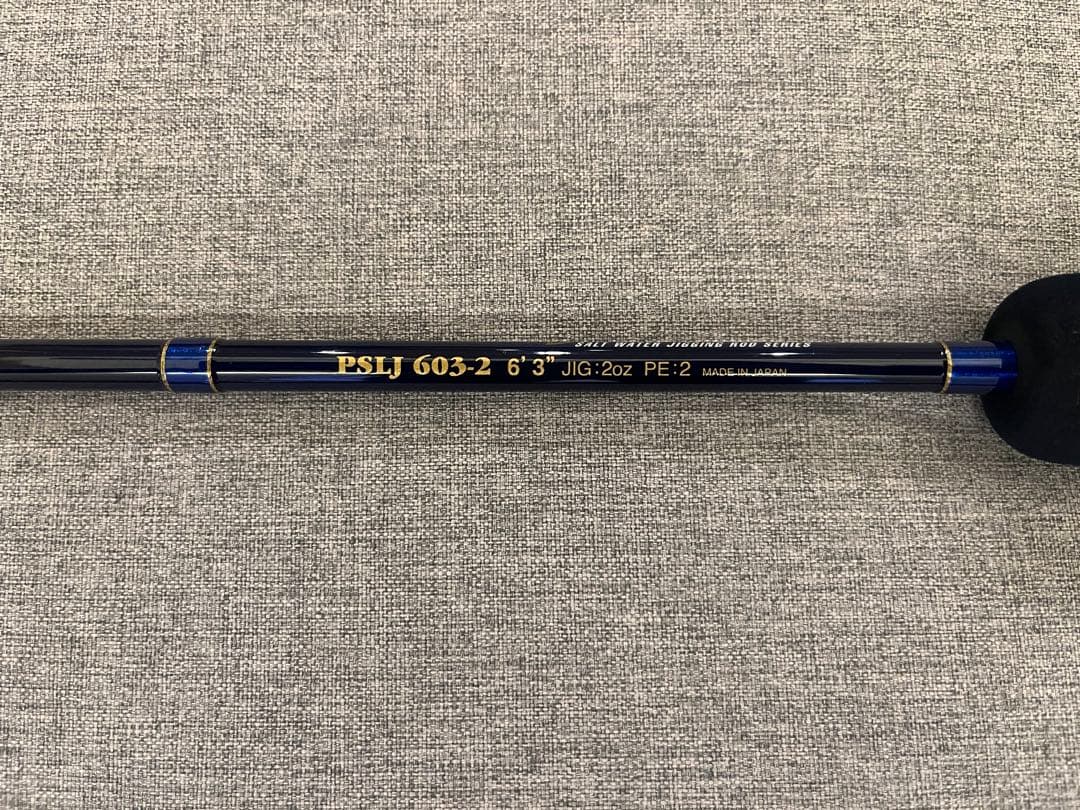 SALT WATER JIGGING ROD SERIES
PSLJ 603-2 6' 3" JIG:2oz PE:2 MADE IN JAPAN